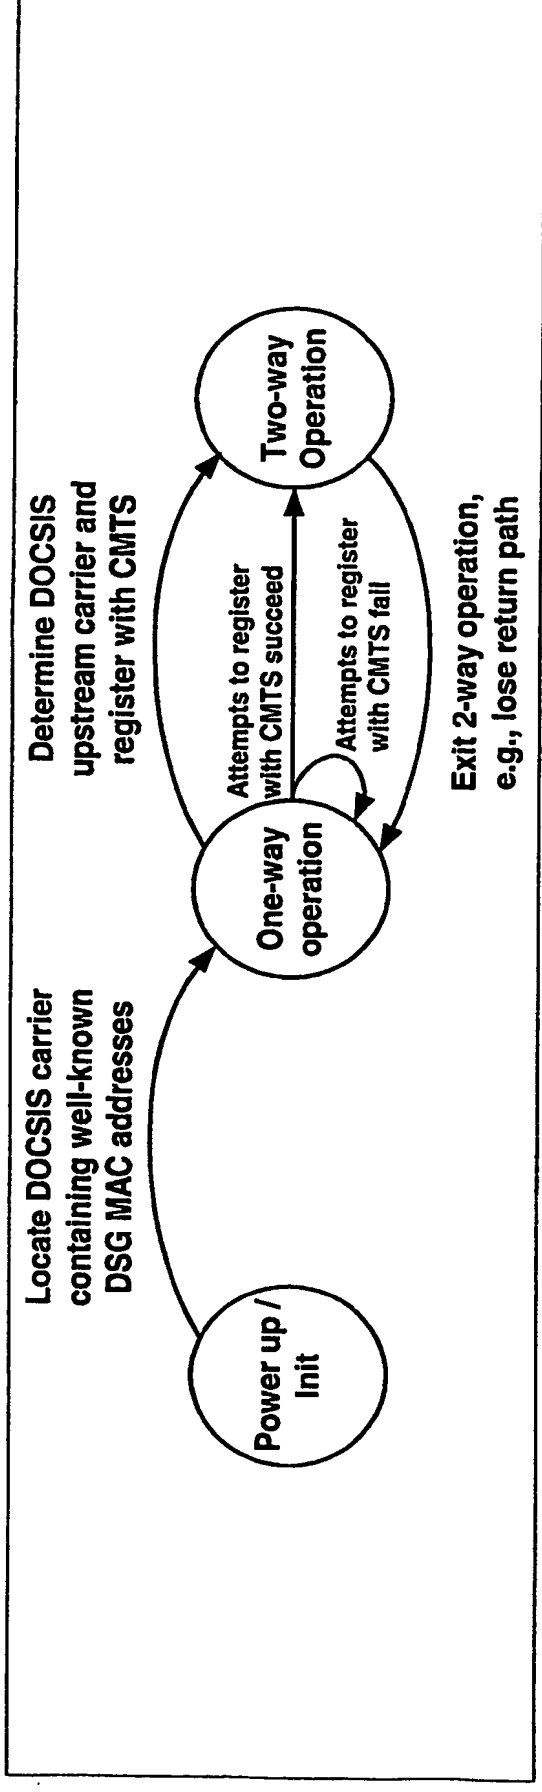 Locate DOCSIS carrier
containing well-known
DSG MAC addresses
Determine DOCSIS
upstream carrier and
register with CMTS
Power up /
Init
One-way
operation
Attempts to register
with CMTS succeed
Attempts to register
with CMTS fail
Two-way
Operation
Exit 2-way operation,
e.g., lose return path